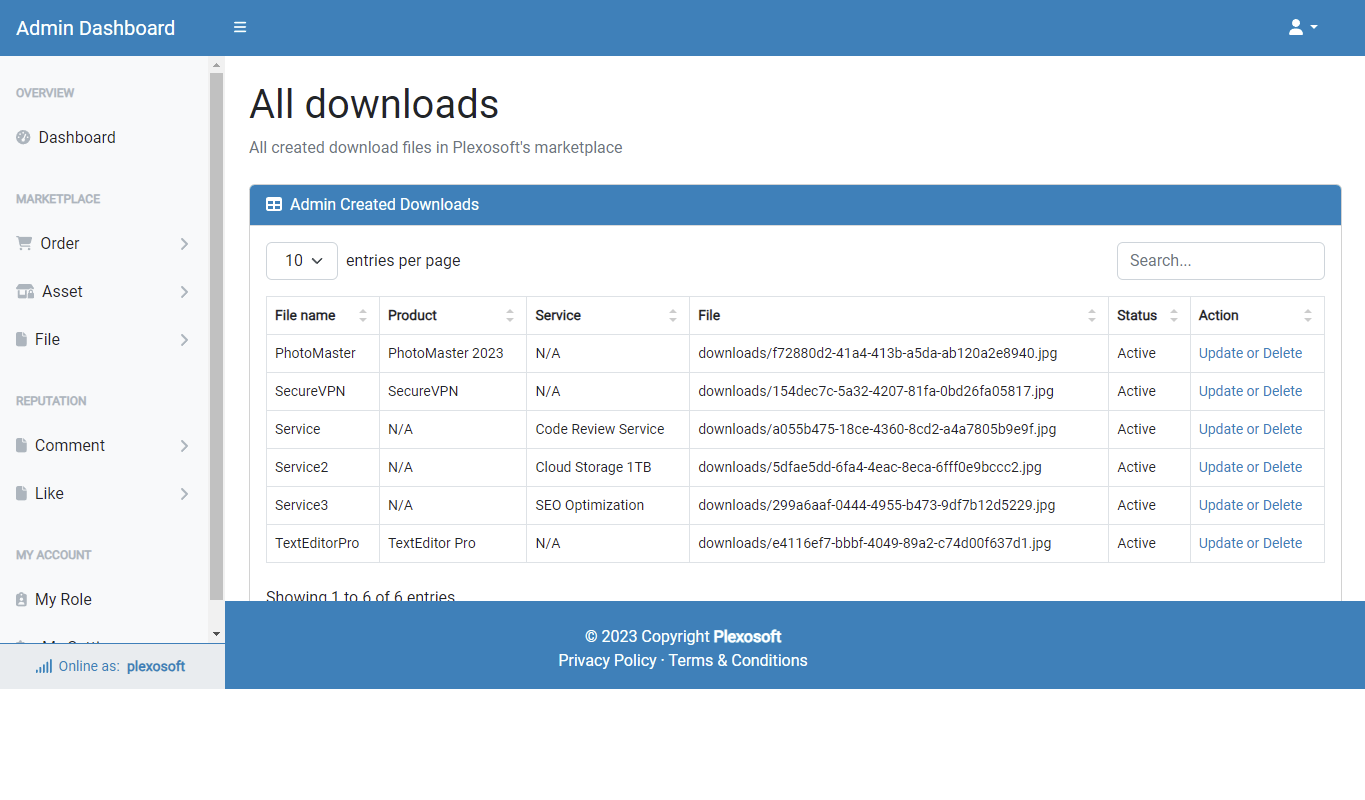 Admin Dashboard
OVERVIEW
Dashboard
MARKETPLACE
Order
Asset
File
REPUTATION
Comment
Like
MY ACCOUNT
My Role
Online as: plexosoft
All downloads
All created download files in Plexosoft's marketplace
Admin Created Downloads
10 entries per page
Search...
File name Product Service File Status Action
PhotoMaster PhotoMaster 2023 N/A downloads/f72880d2-41a4-413b-a5da-ab120a2e8940.jpg Active Update or Delete
SecureVPN SecureVPN N/A downloads/154dec7c-5a32-4207-81fa-0bd26fa05817.jpg Active Update or Delete
Service N/A Code Review Service downloads/a055b475-18ce-4360-8cd2-a4a7805b9e9f.jpg Active Update or Delete
Service2 N/A Cloud Storage 1TB downloads/5dfae5dd-6fa4-4eac-8eca-6fff0e9bccc2.jpg Active Update or Delete
Service3 N/A SEO Optimization downloads/299a6aaf-0444-4955-b473-9df7b12d5229.jpg Active Update or Delete
TextEditorPro TextEditor Pro N/A downloads/e4116ef7-bbbf-4049-89a2-c74d00f637d1.jpg Active Update or Delete
Showing 1 to 6 of 6 entries
© 2023 Copyright Plexosoft
Privacy Policy · Terms & Conditions